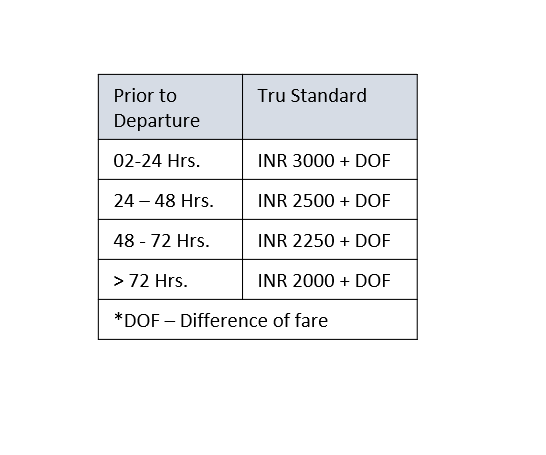 Prior to Departure	Tru Standard
02-24 Hrs.	INR 3000 + DOF
24 – 48 Hrs.	INR 2500 + DOF
48 - 72 Hrs.	INR 2250 + DOF
> 72 Hrs.	INR 2000 + DOF
*DOF – Difference of fare